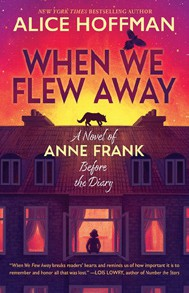 NEW YORK TIMES BESTSELLING AUTHOR
ALICE HOFFMAN
WHEN WE
FLEW AWAY
A Novel of
ANNE FRANK
Before
the Diary
"When We Flew Away breaks readers' hearts and reminds us of how important it is to
remember and honor all that was lost." —LOIS LOWRY, author of Number the Stars